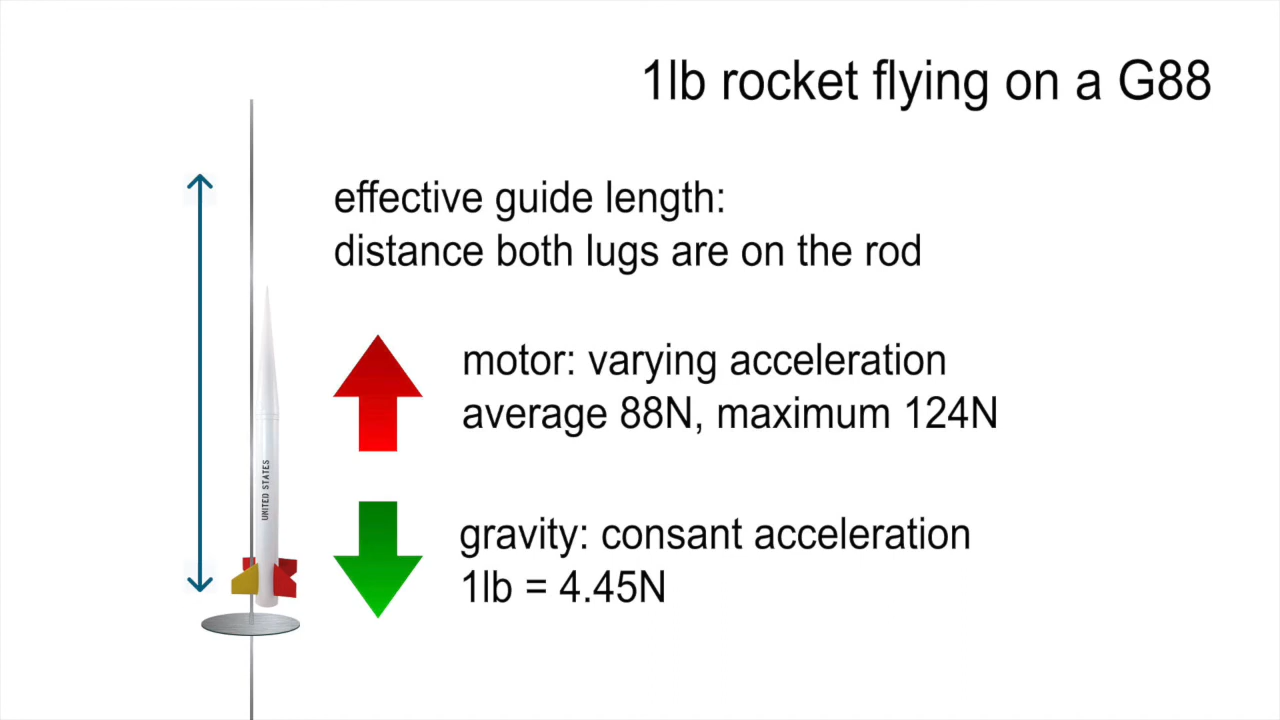 1lb rocket flying on a G88
effective guide length:
distance both lugs are on the rod
motor: varying acceleration
average 88N, maximum 124N
UNITED STATES
gravity: consant acceleration
1lb = 4.45N